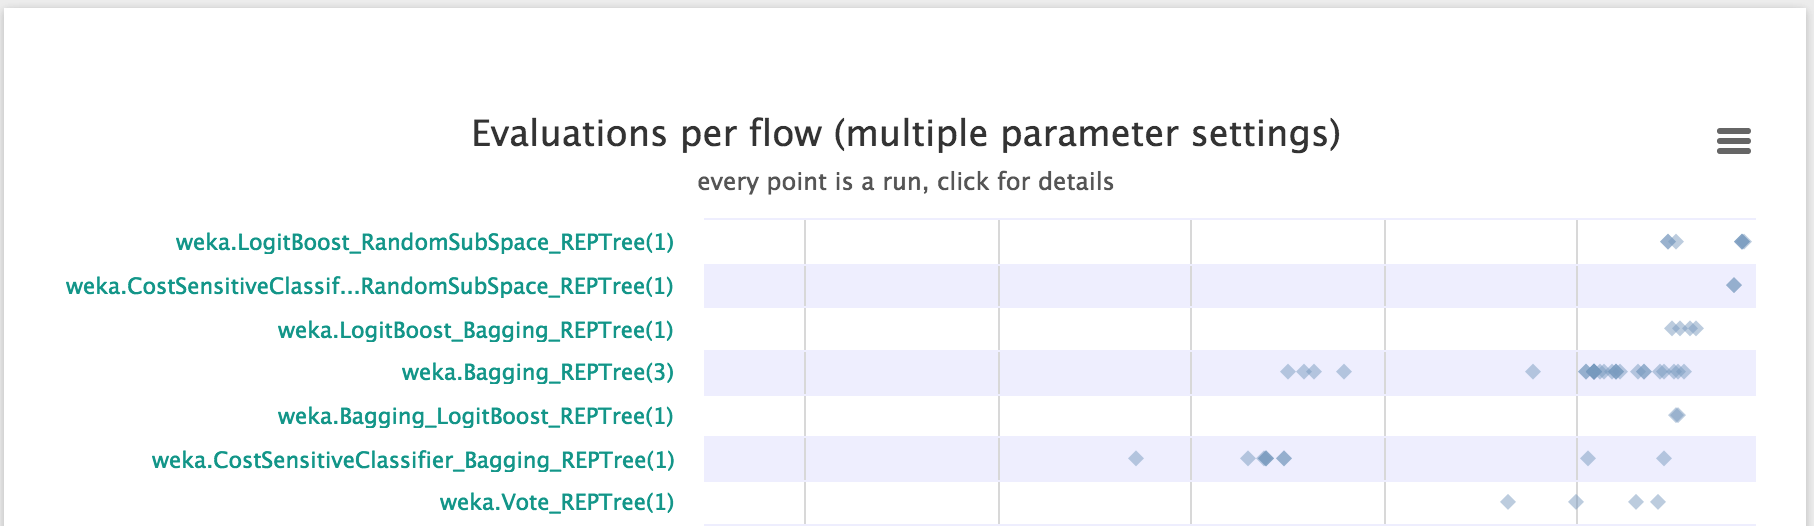 Evaluations per flow (multiple parameter settings)
every point is a run, click for details
weka.LogitBoost_RandomSubSpace_REPTree(1)
weka.CostSensitiveClassif...RandomSubSpace_REPTree(1)
weka.LogitBoost_Bagging_REPTree(1)
weka.Bagging_REPTree(3)
weka.Bagging_LogitBoost_REPTree(1)
weka.CostSensitiveClassifier_Bagging_REPTree(1)
weka.Vote_REPTree(1)